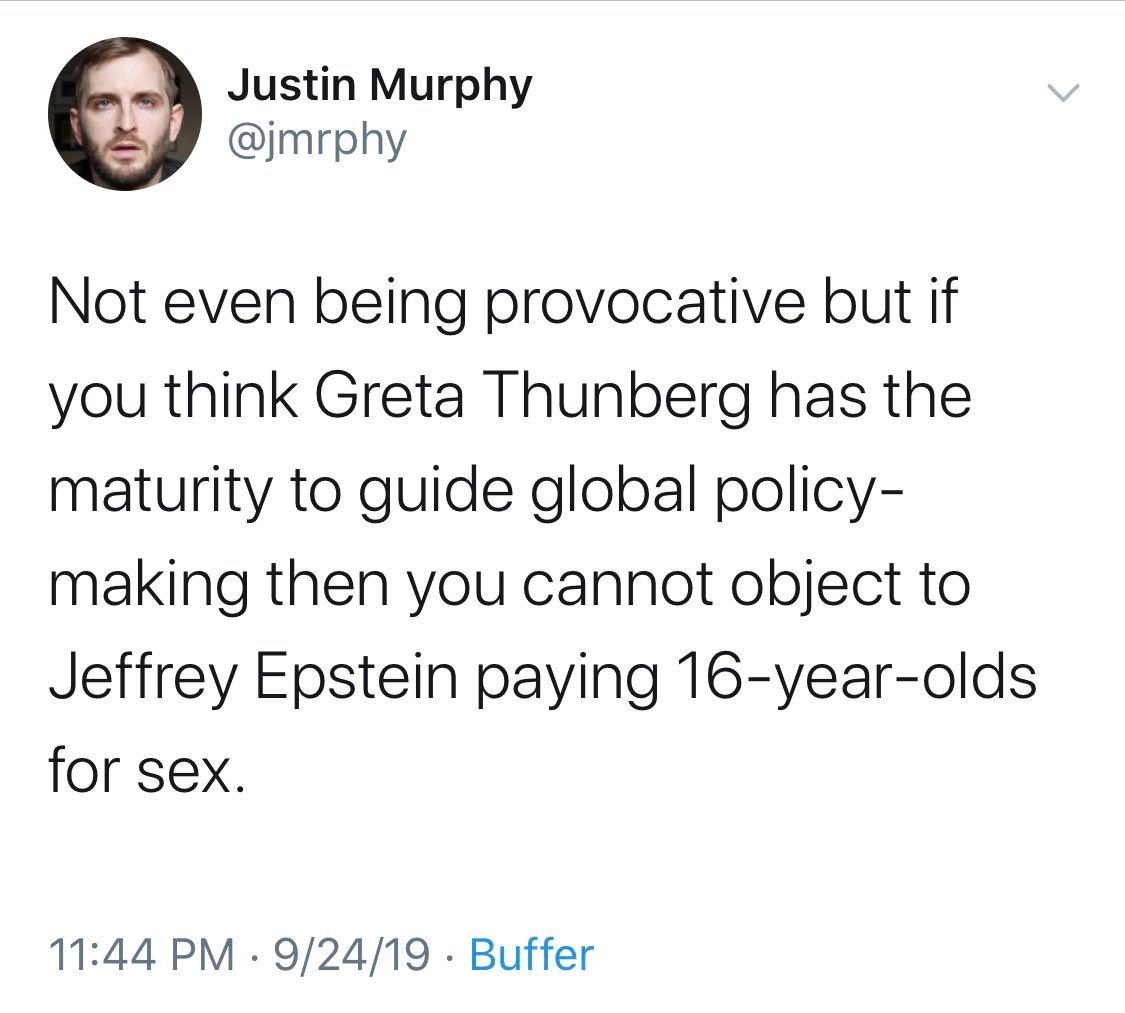 Justin Murphy
@jmrphy
Not even being provocative but if
you think Greta Thunberg has the
maturity to guide global policy-
making then you cannot object to
Jeffrey Epstein paying 16-year-olds
for sex.
11:44 PM · 9/24/19 · Buffer